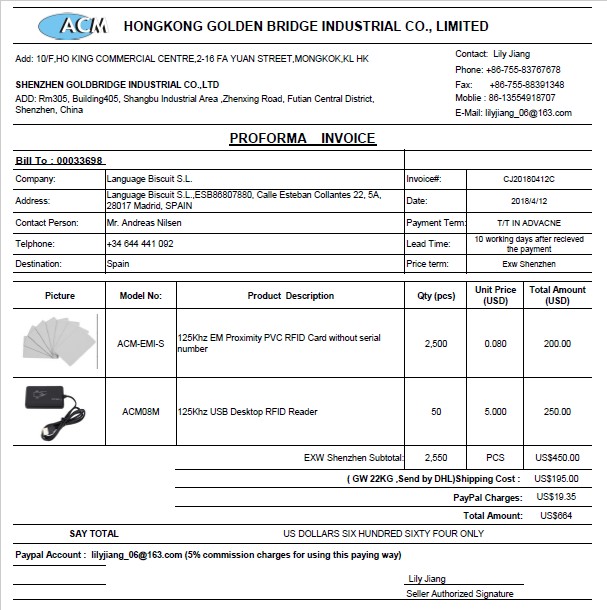 ACM HONGKONG GOLDEN BRIDGE INDUSTRIAL CO., LIMITED
Add: 10/F,HO KING COMMERCIAL CENTRE,2-16 FA YUAN STREET,MONGKOK,KL HK
SHENZHEN GOLDBRIDGE INDUSTRIAL CO.,LTD
ADD: Rm305, Building405, Shangbu Industrial Area ,Zhenxing Road, Futian Central District,
Shenzhen, China
Contact: Lily Jiang
Phone: +86-755-83767678
Fax: +86-755-88391348
Moblie : 86-13554918707
E-Mail: lilyjiang_06@163.com
PROFORMA INVOICE
Bill To : 00033698
Company: Language Biscuit S.L. Invoice#: CJ20180412C
Address: Language Biscuit S.L.,ESB86807880, Calle Esteban Collantes 22, 5A,
28017 Madrid, SPAIN
Date: 2018/4/12
Contact Person: Mr. Andreas Nilsen Payment Term: T/T IN ADVACNE
Telphone: +34 644 441 092 Lead Time: 10 working days after recieved
the payment
Destination: Spain Price term: Exw Shenzhen
Picture Model No: Product Description Qty (pcs) Unit Price
(USD) Total Amount
(USD)
ACM-EMI-S 125Khz EM Proximity PVC RFID Card without serial
number 2,500 0.080 200.00
ACM08M 125Khz USB Desktop RFID Reader 50 5.000 250.00
EXW Shenzhen Subtotal: 2,550 PCS US$450.00
( GW 22KG ,Send by DHL)Shipping Cost : US$195.00
PayPal Charges: US$19.35
Total Amount: US$664
SAY TOTAL US DOLLARS SIX HUNDRED SIXTY FOUR ONLY
Paypal Account : lilyjiang_06@163.com (5% commission charges for using this paying way)
Lily Jiang
Seller Authorized Signature